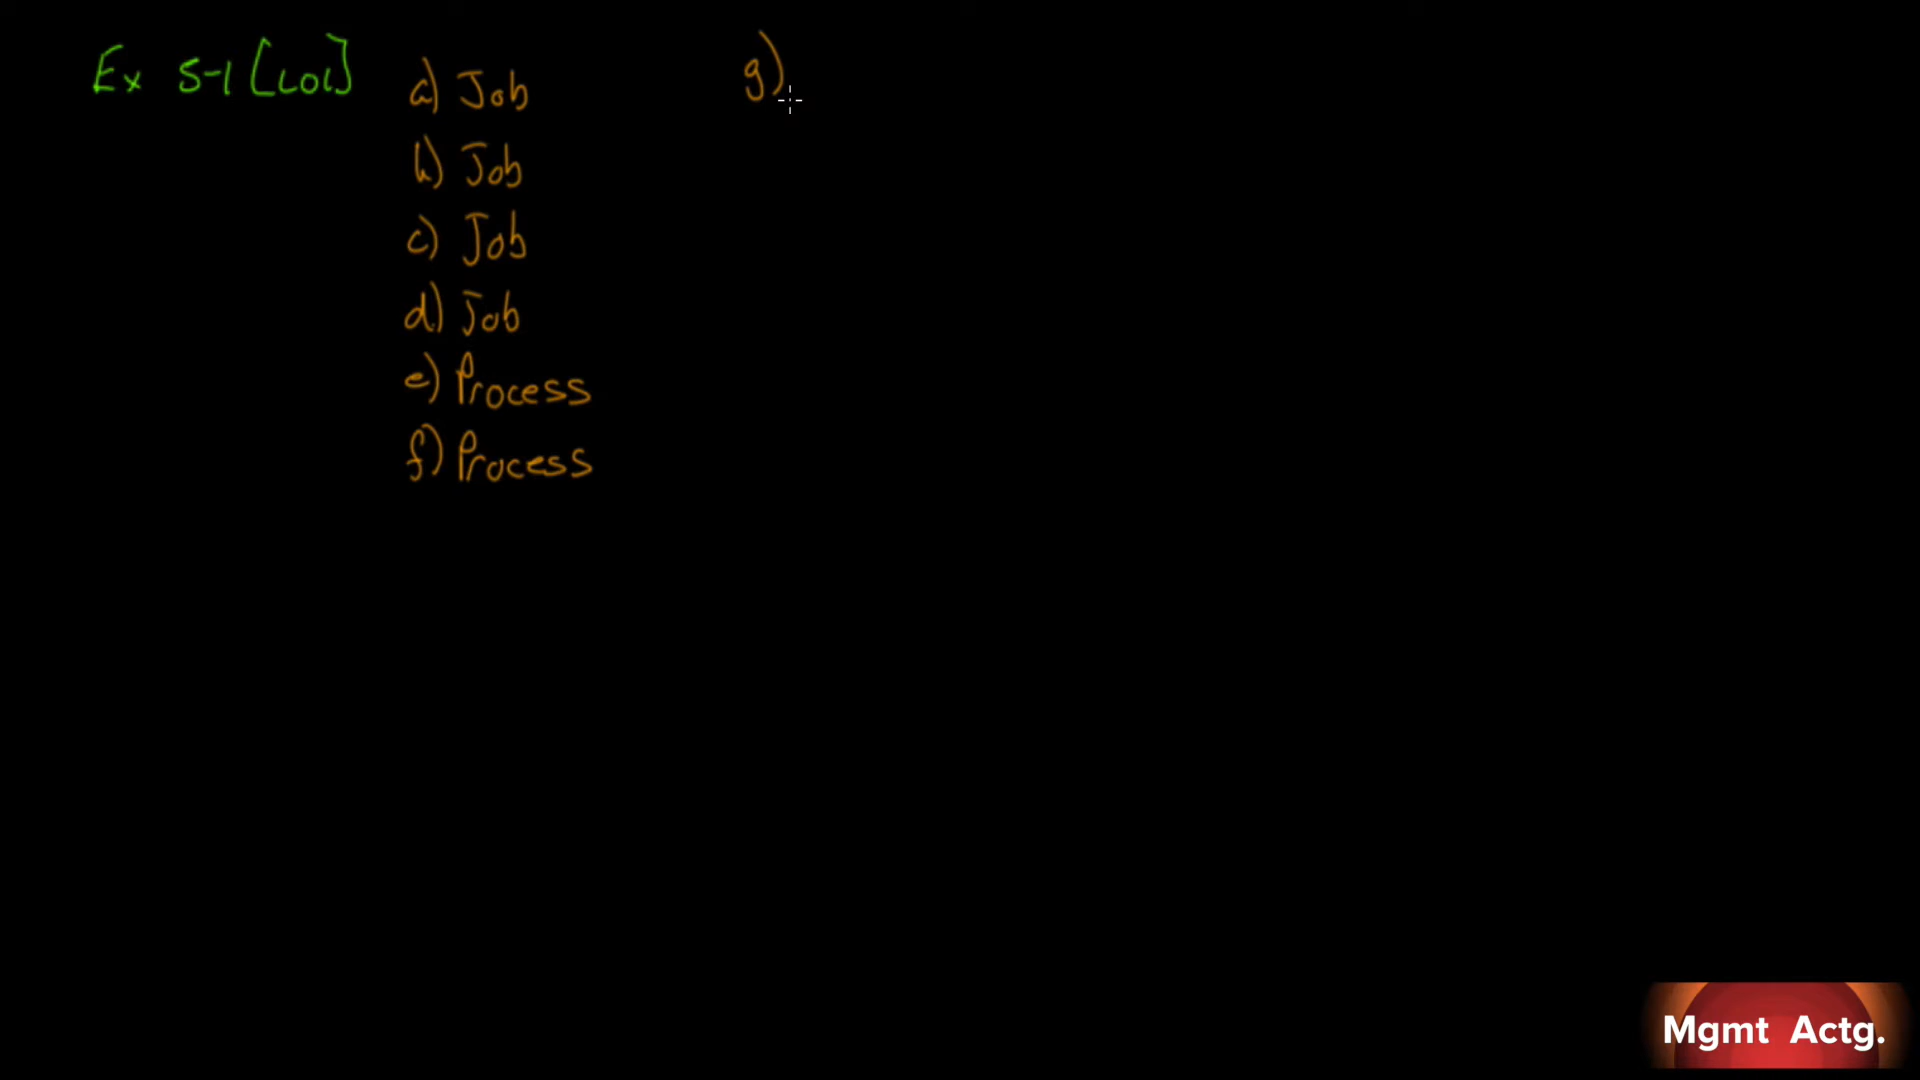 Ex 5-1 [LO1]
a) Job
b) Job
c) Job
d) Job
e) Process
f) Process
g)
Mgmt Actg.